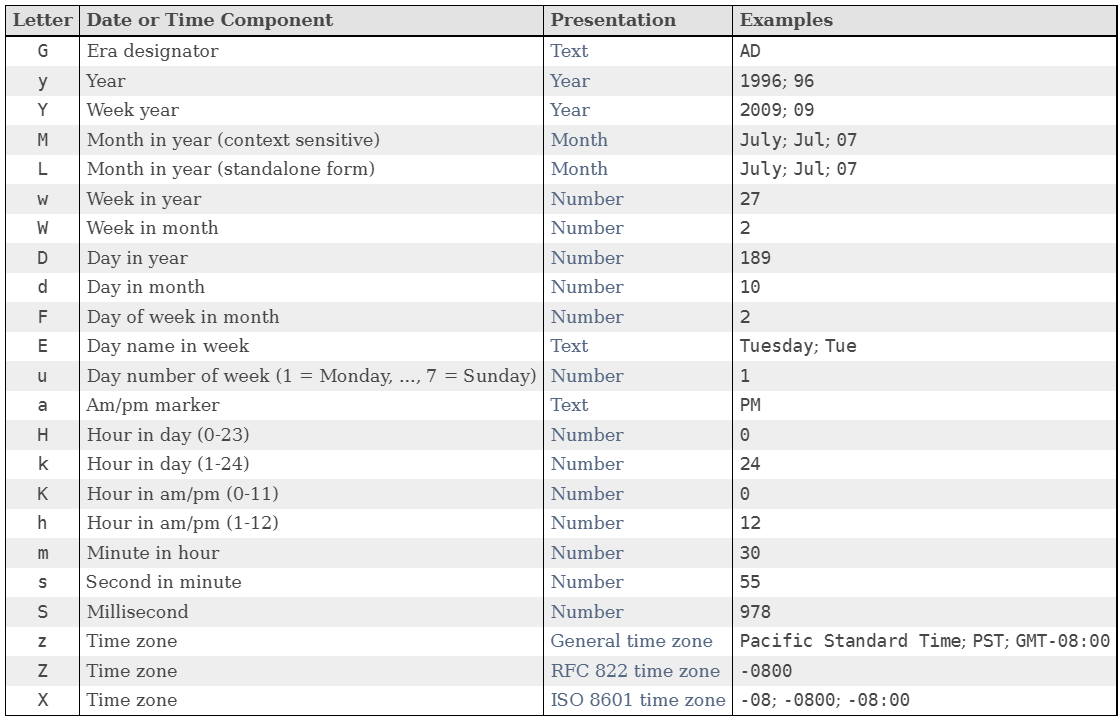 Letter Date or Time Component Presentation Examples
G Era designator Text AD
y Year Year 1996; 96
Y Week year Year 2009; 09
M Month in year (context sensitive) Month July; Jul; 07
L Month in year (standalone form) Month July; Jul; 07
w Week in year Number 27
W Week in month Number 2
D Day in year Number 189
d Day in month Number 10
F Day of week in month Number 2
E Day name in week Text Tuesday; Tue
u Day number of week (1 = Monday, ..., 7 = Sunday) Number 1
a Am/pm marker Text PM
H Hour in day (0-23) Number 0
k Hour in day (1-24) Number 24
K Hour in am/pm (0-11) Number 0
h Hour in am/pm (1-12) Number 12
m Minute in hour Number 30
s Second in minute Number 55
S Millisecond Number 978
z Time zone General time zone Pacific Standard Time; PST; GMT-08:00
Z Time zone RFC 822 time zone -0800
X Time zone ISO 8601 time zone -08; -0800; -08:00